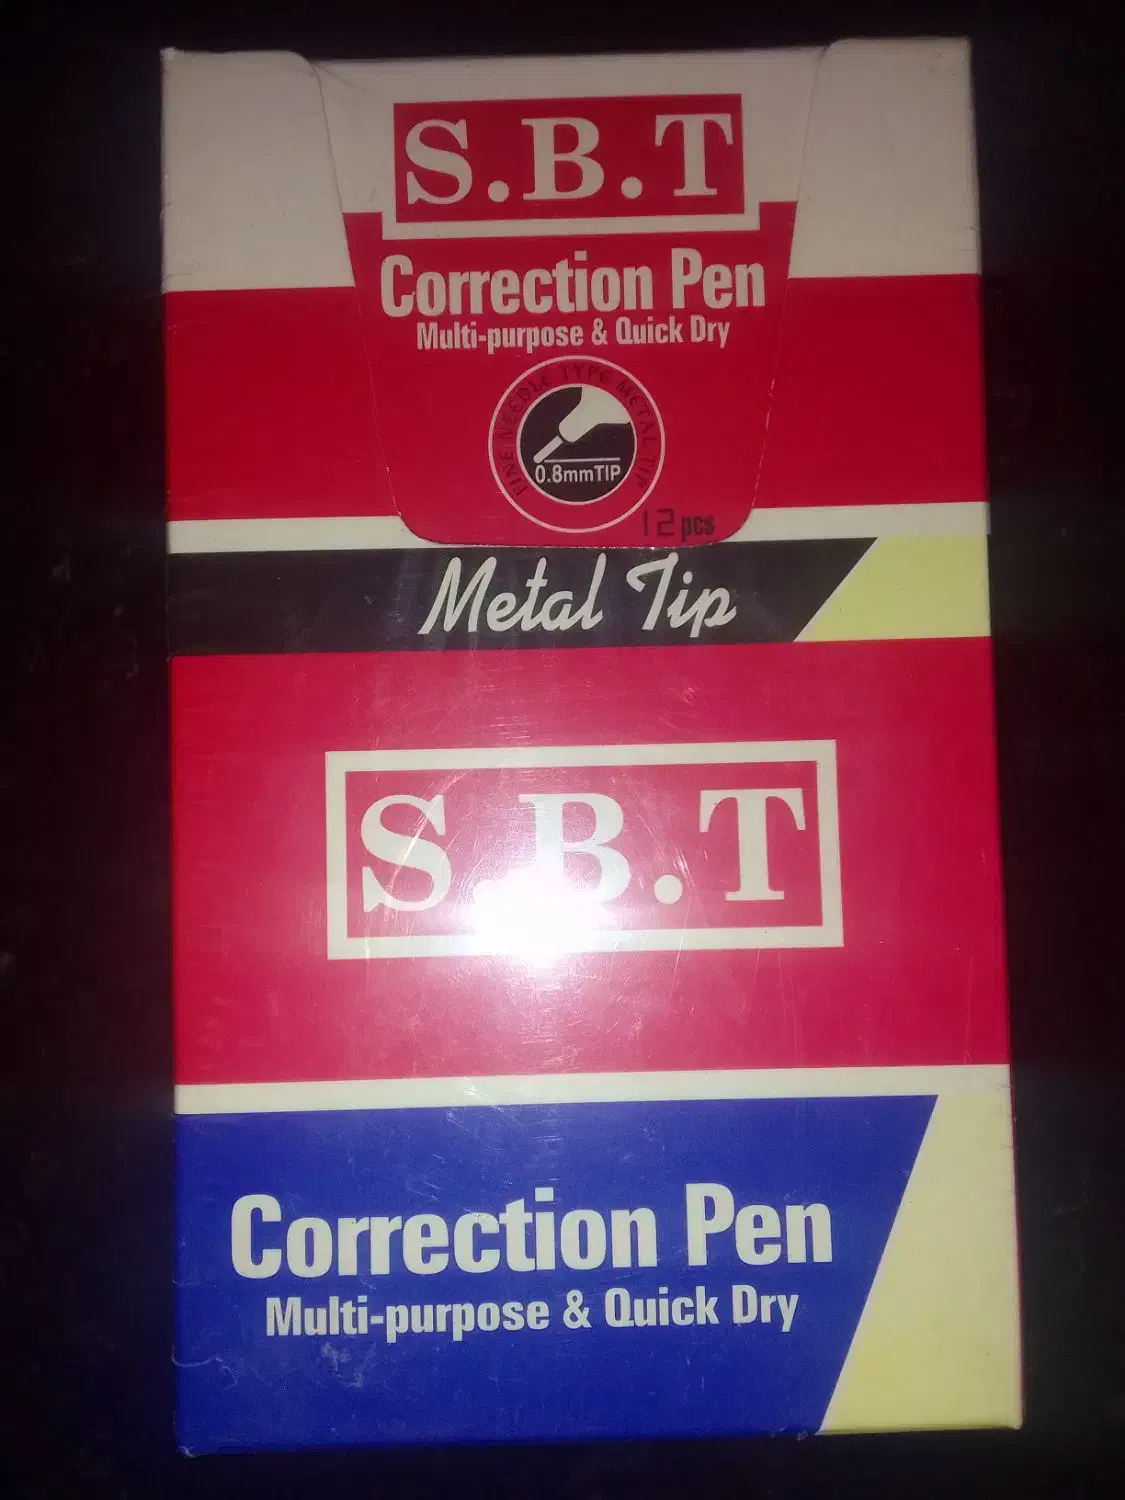 S.B.T
Correction Pen
Multi-purpose & Quick Dry
FINE NEEDLE TYPE METAL TIP
0.8mmTIP
12 pcs
Metal Tip
S.B.T
Correction Pen
Multi-purpose & Quick Dry